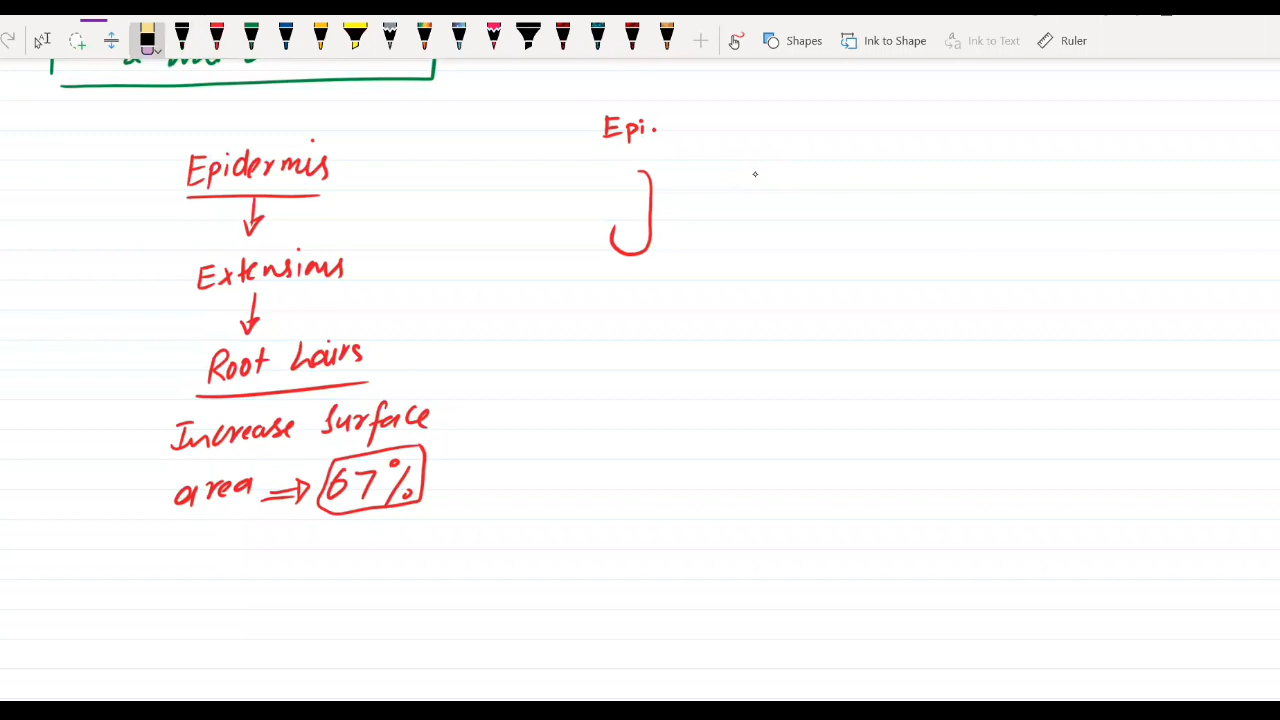 Shapes
Ink to Shape
Ink to Text
Ruler
Epidermis
Extensions
Root hairs
Increase surface
area ⇒ 67%
Epi.